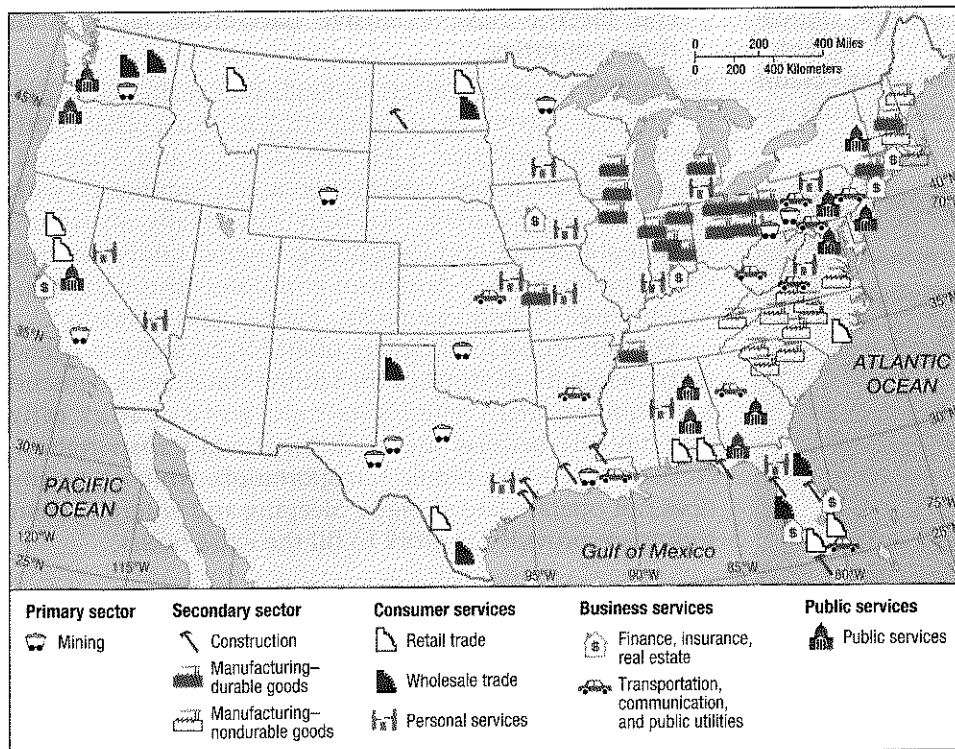 0 200 400 Miles
0 200 400 Kilometers
45°N
40°N
70°W
35°N
35°N
ATLANTIC
OCEAN
30°N
30°N
PACIFIC
OCEAN
75°W
120°W
25°N
115°W
Gulf of Mexico
25°N
95°W
90°W
85°W
80°W
Primary sector
Mining
Secondary sector
Construction
Manufacturing–
durable goods
Manufacturing–
nondurable goods
Consumer services
Retail trade
Wholesale trade
Personal services
Business services
Finance, insurance,
real estate
Transportation,
communication,
and public utilities
Public services
Public services